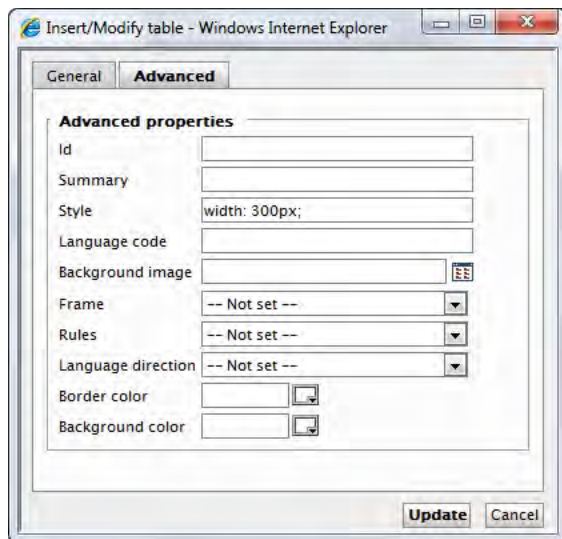 Insert/Modify table - Windows Internet Explorer
General Advanced
Advanced properties
Id
Summary
Style width: 300px;
Language code
Background image
Frame -- Not set --
Rules -- Not set --
Language direction -- Not set --
Border color
Background color
Update Cancel